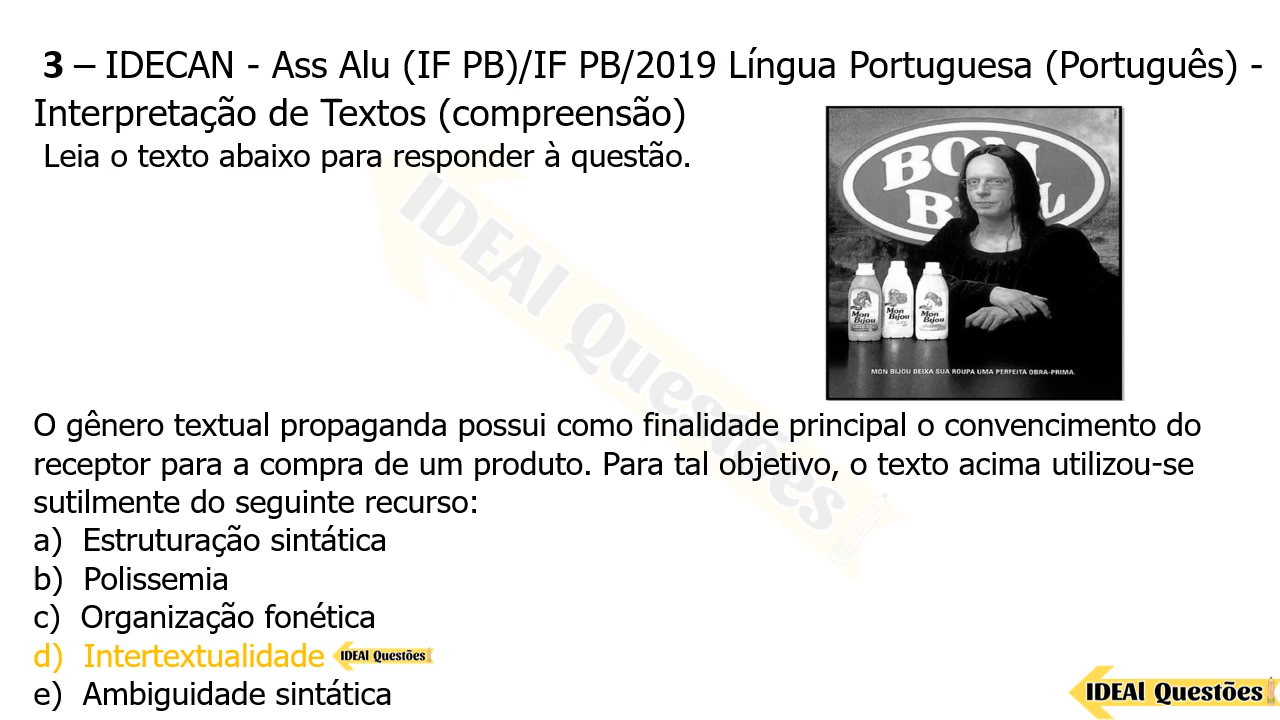 3 – IDECAN - Ass Alu (IF PB)/IF PB/2019 Língua Portuguesa (Português) -
Interpretação de Textos (compreensão)
Leia o texto abaixo para responder à questão.
IDEAl Questões
BOM
Mon Bijou
Mon Bijou
Mon Bijou
MON BIJOU DEIXA SUA ROUPA UMA PERFEITA OBRA-PRIMA.
O gênero textual propaganda possui como finalidade principal o convencimento do
receptor para a compra de um produto. Para tal objetivo, o texto acima utilizou-se
sutilmente do seguinte recurso:
a) Estruturação sintática
b) Polissemia
c) Organização fonética
d) Intertextualidade IDEAl Questões
e) Ambiguidade sintática
IDEAl Questões